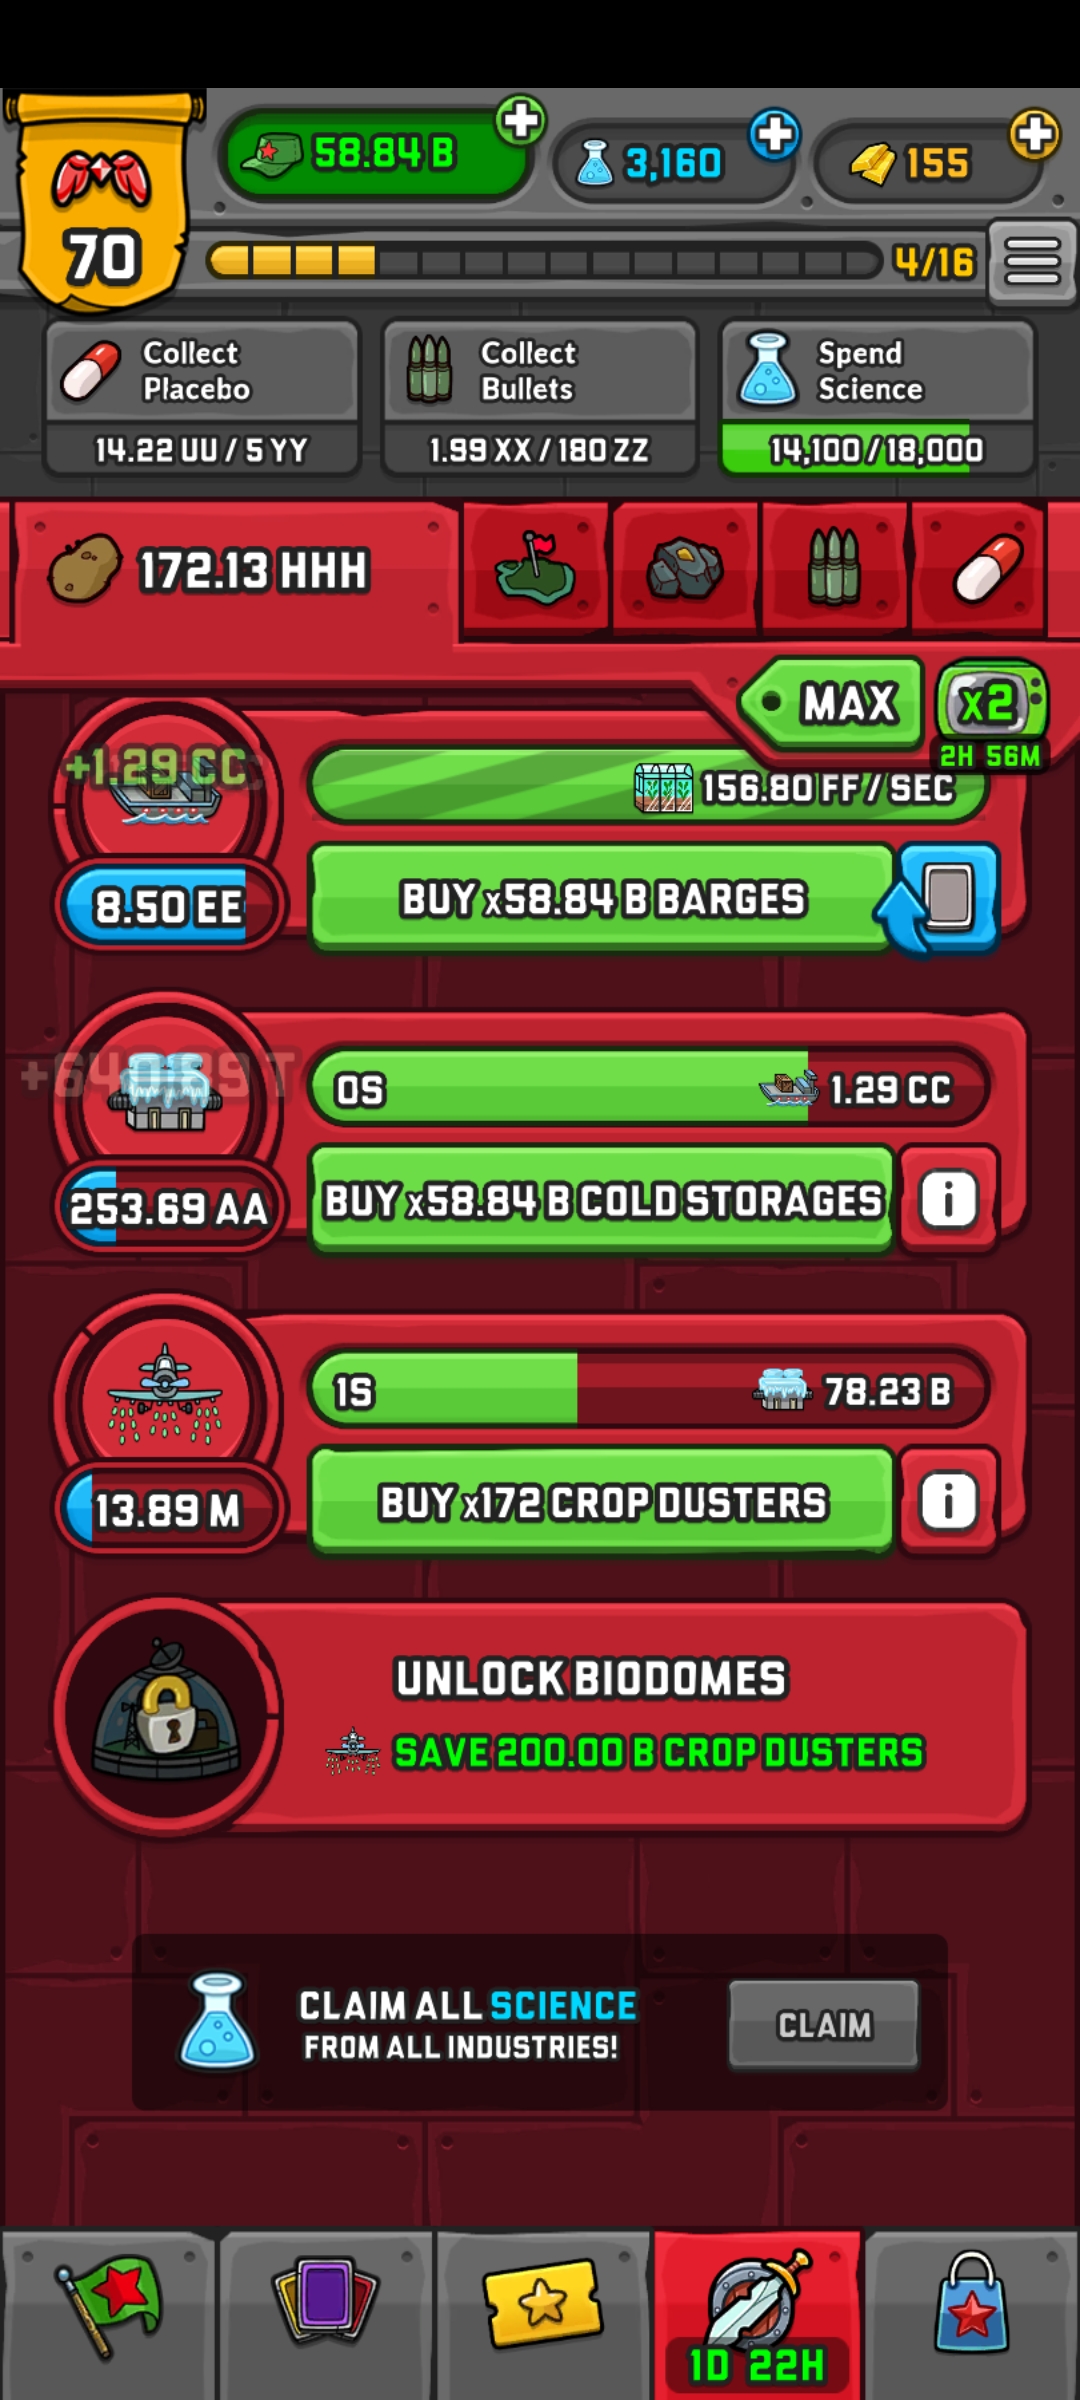 58.84 B
3,160
155
70
4/16
Collect
Placebo
14.22 UU / 5 YY
Collect
Bullets
1.99 XX / 180 ZZ
Spend
Science
14,100 / 18,000
172.13 HHH
MAX
x2
2H 56M
+1.29 CC
156.80 FF / SEC
8.50 EE
BUY x58.84 B BARGES
+640.89 T
0S
1.29 CC
253.69 AA
BUY x58.84 B COLD STORAGES
i
1S
78.23 B
13.89 M
BUY x172 CROP DUSTERS
i
UNLOCK BIODOMES
SAVE 200.00 B CROP DUSTERS
CLAIM ALL SCIENCE
FROM ALL INDUSTRIES!
CLAIM
1D 22H